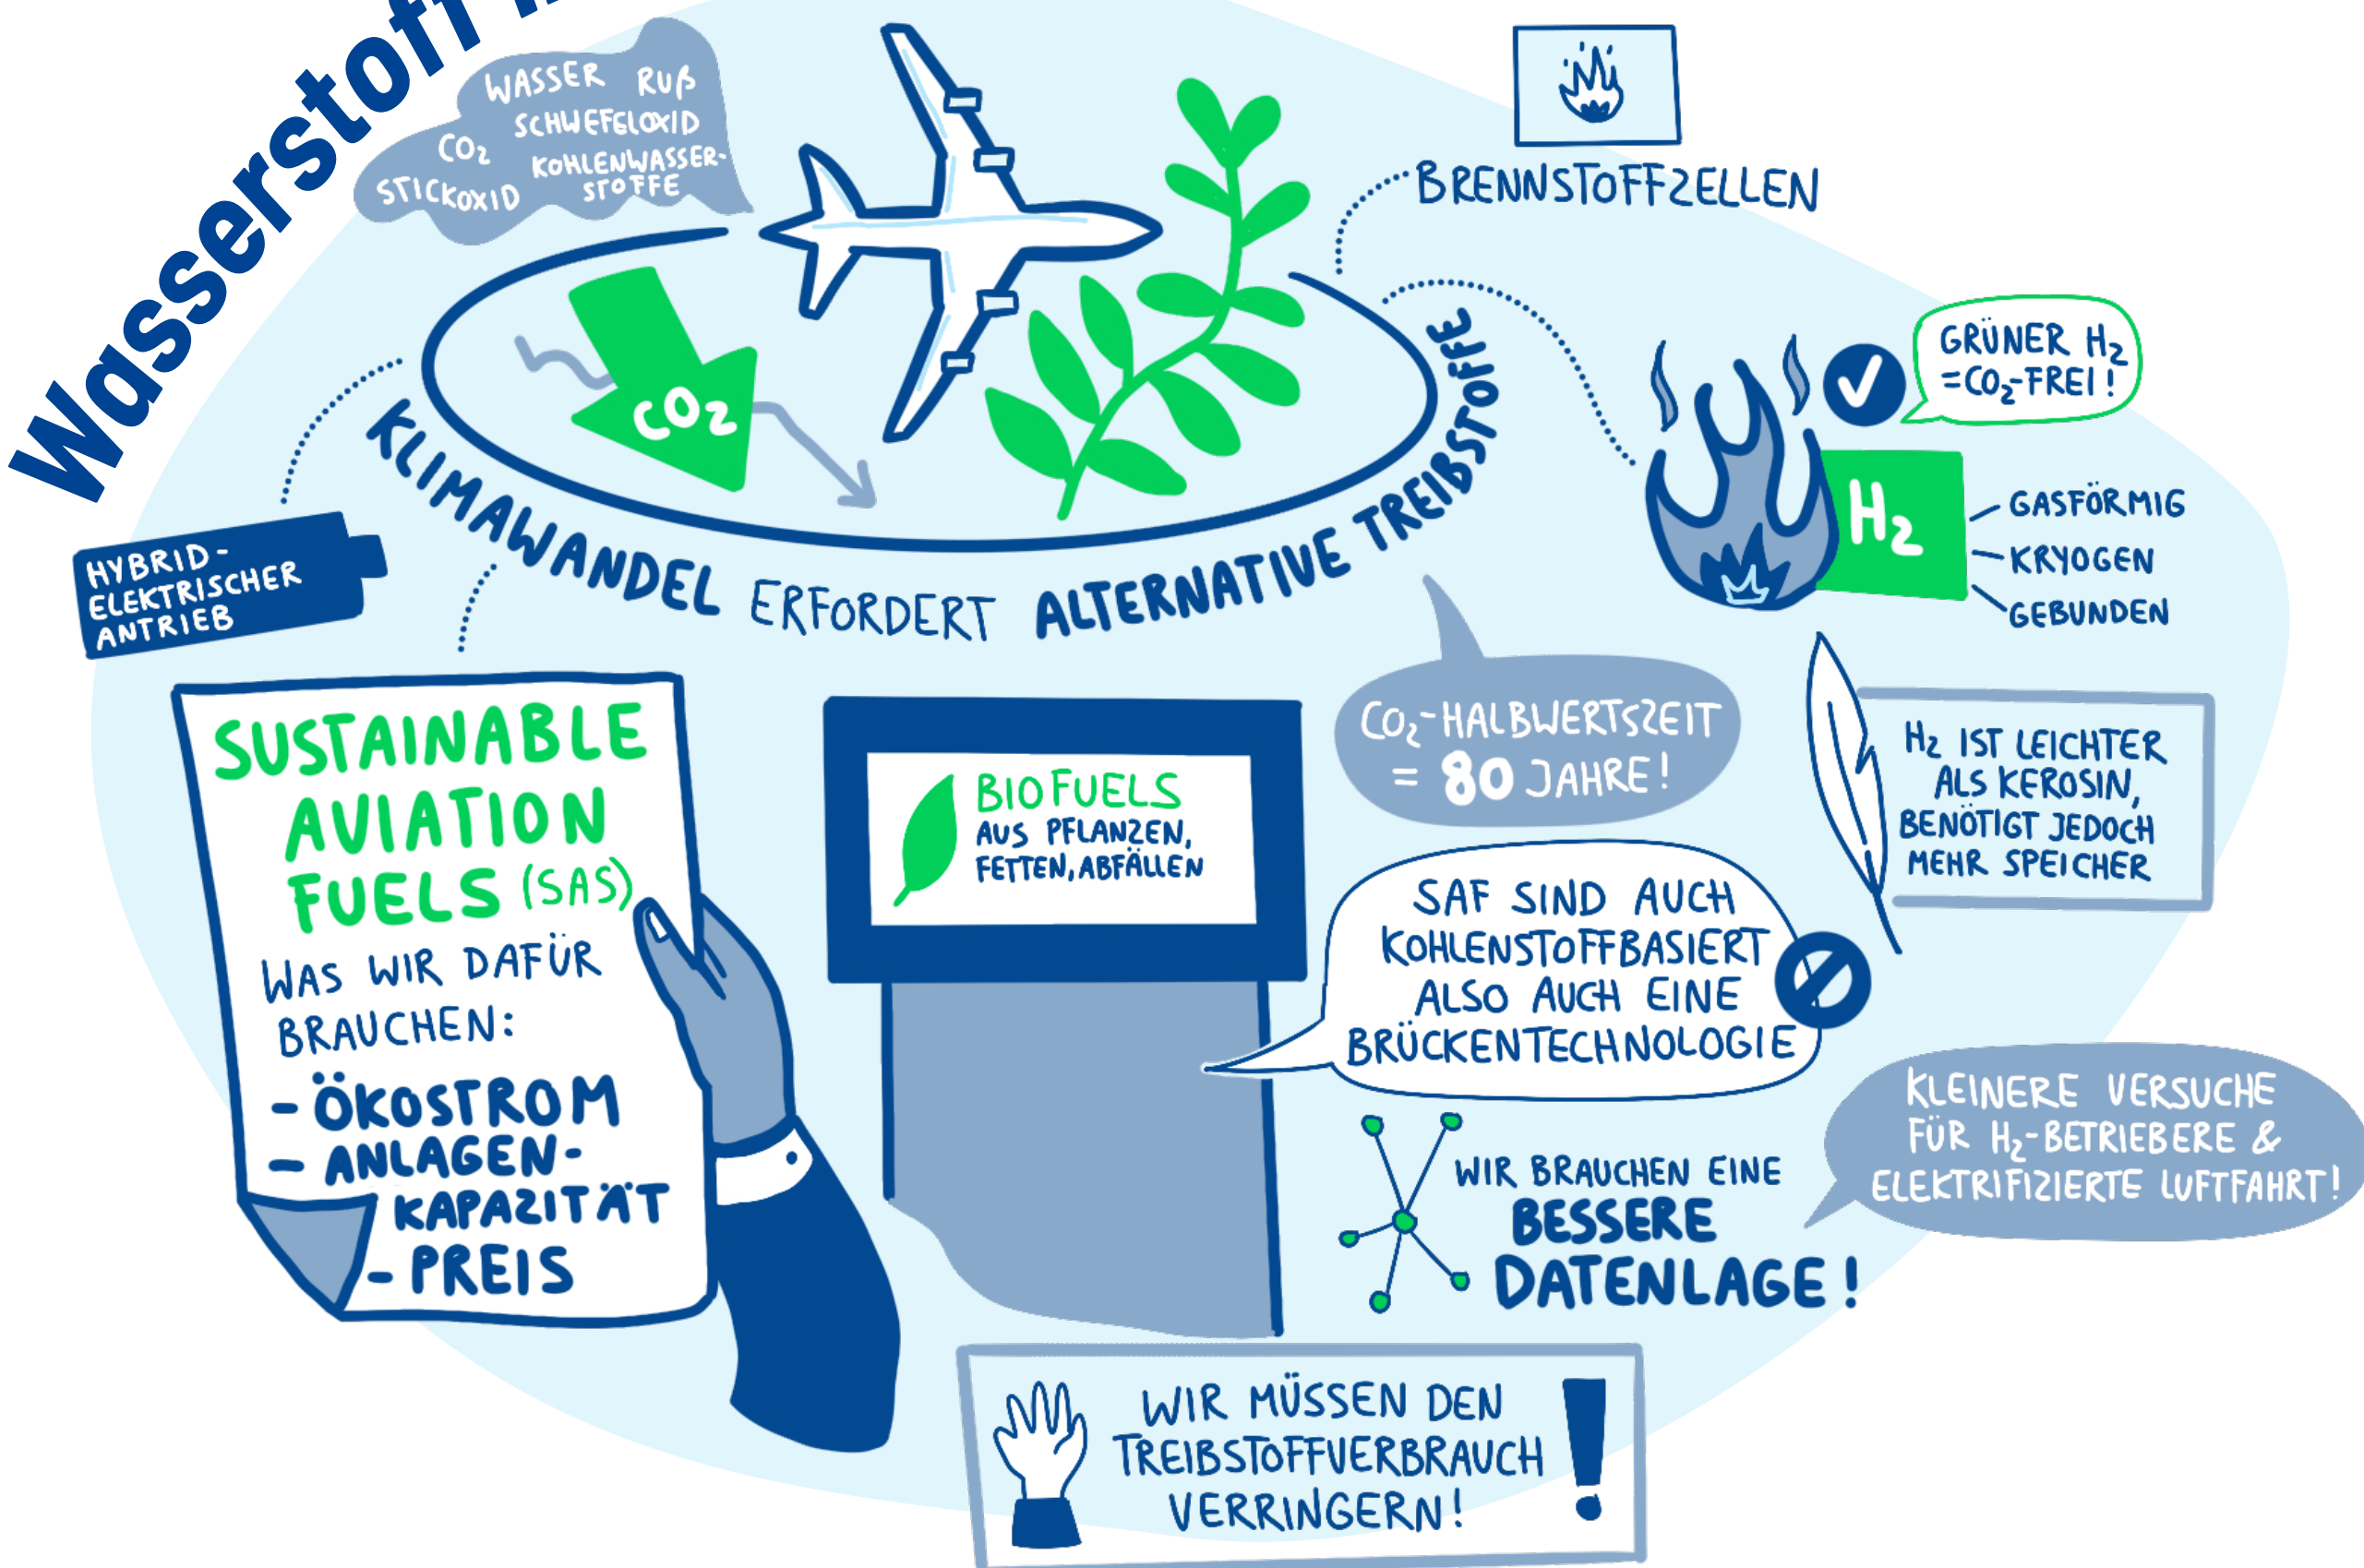 Wasserstoff
WASSER RUß
SCHWEFELOXID
CO₂
KOHLENWASSER-
STOFFE
STICKOXID
CO₂
KLIMAWANDEL ERFORDERT ALTERNATIVE TREIBSTOFFE
BRENNSTOFFZELLEN
GRÜNER H₂
=CO₂-FREI!
H₂
GASFÖRMIG
KRYOGEN
GEBUNDEN
HYBRID-
ELEKTRISCHER
ANTRIEB
SUSTAINABLE
AVIATION
FUELS (SAS)
WAS WIR DAFÜR
BRAUCHEN:
- ÖKOSTROM
- ANLAGEN-
KAPAZITÄT
- PREIS
BIOFUELS
AUS PFLANZEN,
FETTEN, ABFÄLLEN
CO₂-HALBWERTSZEIT
= 80 JAHRE!
H₂ IST LEICHTER
ALS KEROSIN,
BENÖTIGT JEDOCH
MEHR SPEICHER
SAF SIND AUCH
KOHLENSTOFFBASIERT
ALSO AUCH EINE
BRÜCKENTECHNOLOGIE
WIR BRAUCHEN EINE
BESSERE
DATENLAGE!
KLEINERE VERSUCHE
FÜR H₂-BETRIEBERE &
ELEKTRIFIZIERTE LUFTFAHRT!
WIR MÜSSEN DEN
TREIBSTOFFVERBRAUCH
VERRINGERN!
!